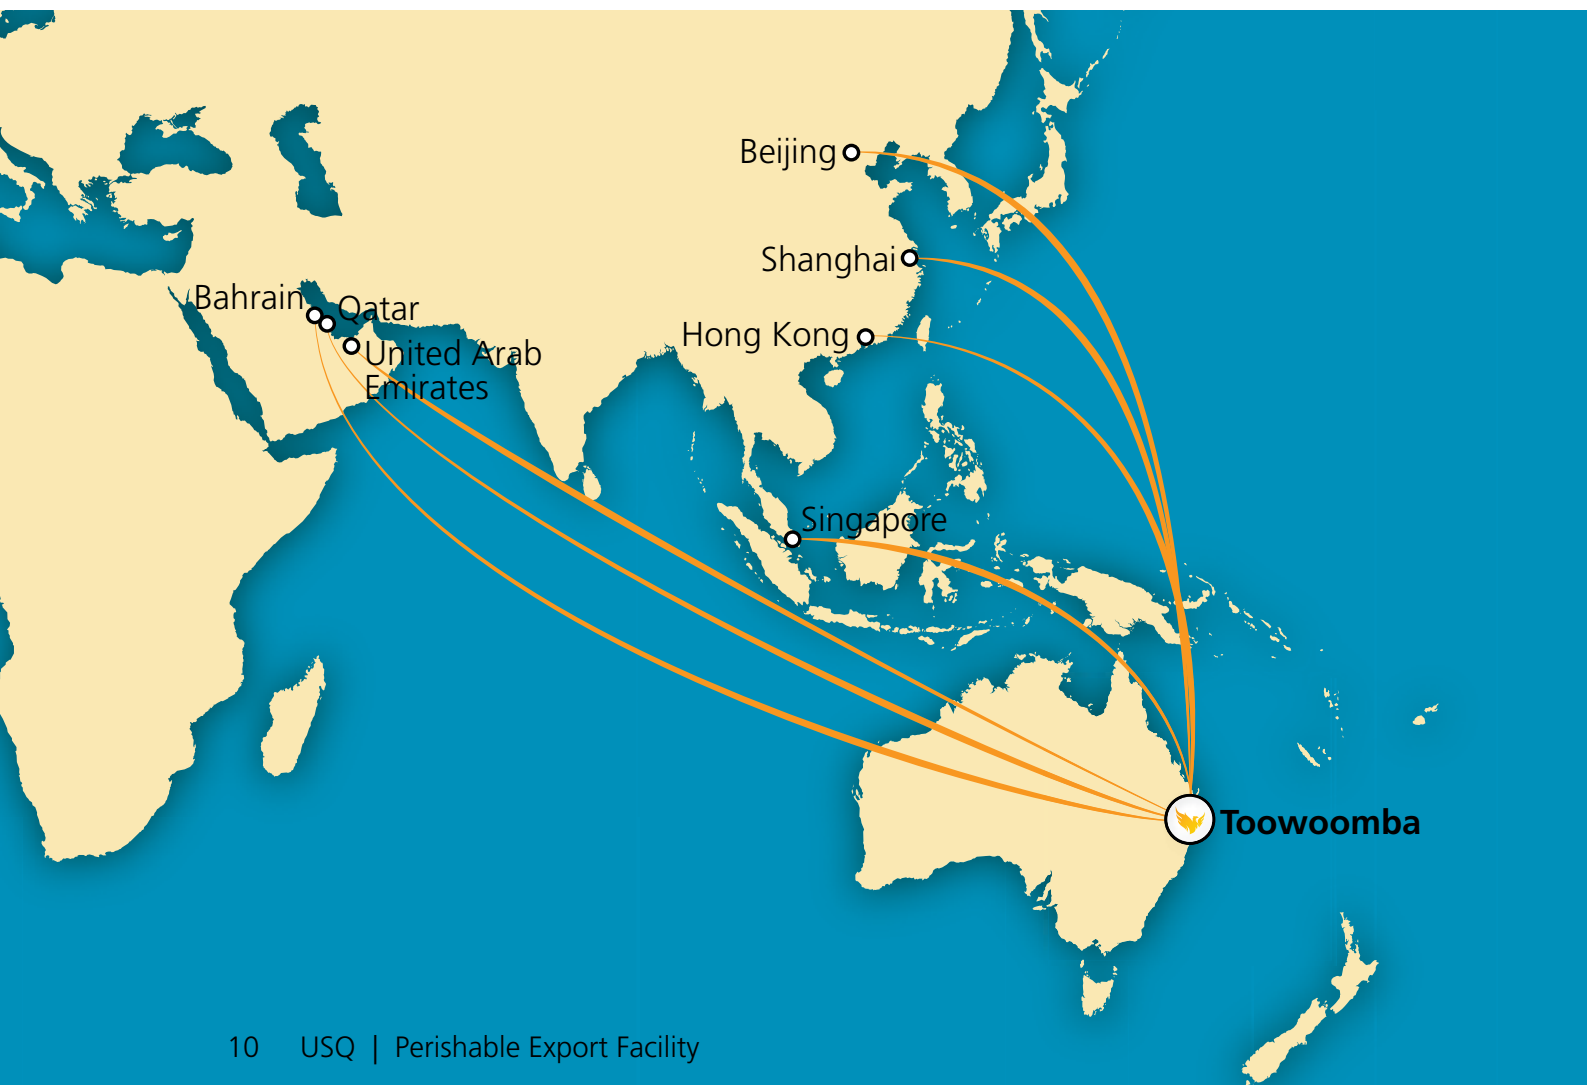 Beijing
Shanghai
Bahrain
Qatar
Hong Kong
United Arab
Emirates
Singapore
Toowoomba
10 USQ | Perishable Export Facility